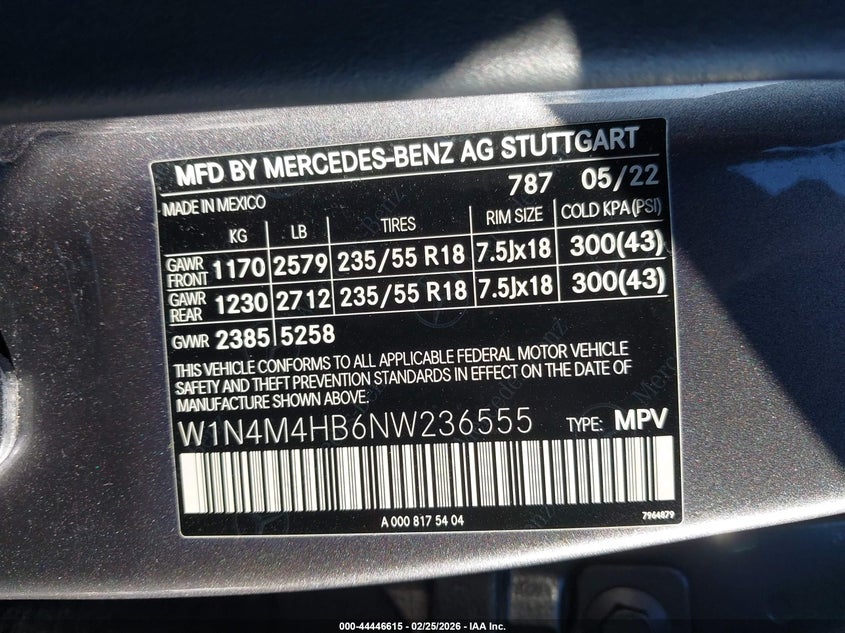 MFD BY MERCEDES-BENZ AG STUTTGART
787 05/22
MADE IN MEXICO
KG LB TIRES RIM SIZE COLD KPA(PSI)
GAWR FRONT 1170 2579 235/55 R18 7.5Jx18 300(43)
GAWR REAR 1230 2712 235/55 R18 7.5Jx18 300(43)
GVWR 2385 5258
THIS VEHICLE CONFORMS TO ALL APPLICABLE FEDERAL MOTOR VEHICLE
SAFETY AND THEFT PREVENTION STANDARDS IN EFFECT ON THE DATE OF
MANUFACTURE SHOWN ABOVE.
W1N4M4HB6NW236555 TYPE: MPV
A 000 817 54 04
7964879
000-44446615 - 02/25/2026 - IAA Inc.